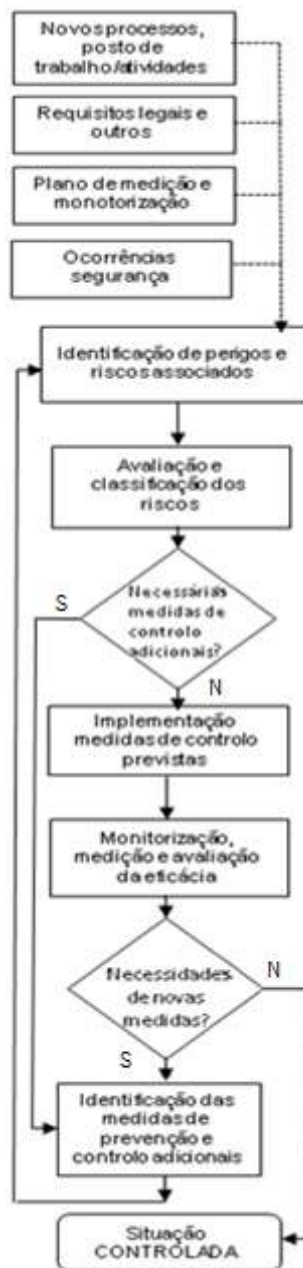 Novos processos,
posto de
trabalho/atividades
Requisitos legais e
outros
Plano de medição e
monotorização
Ocorrências
segurança
Identificação de perigos e
riscos associados
Avaliação e
classificação dos
riscos
S
Necessárias
medidas de
controlo
adicionais?
N
Implementação
medidas de controlo
previstas
Monitorização,
medição e avaliação
da eficácia
Necessidades
de novas
medidas?
N
S
Identificação das
medidas de
prevenção e
controlo adicionais
Situação
CONTROLADA